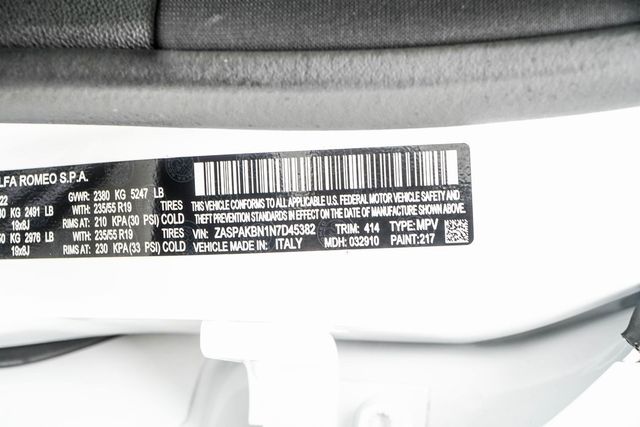 LFA ROMEO S.P.A.
22 GVWR: 2380 KG 5247 LB
00 KG 2491 LB WITH TIRES: 235/55 R19
19x8J RIMS AT: 210 KPA (30 PSI) COLD
50 KG 2976 LB WITH TIRES: 235/55 R19
19x8J RIMS AT: 230 KPA (33 PSI) COLD
THIS VEHICLE CONFORMS TO ALL APPLICABLE U.S. FEDERAL MOTOR VEHICLE SAFETY AND
THEFT PREVENTION STANDARDS IN EFFECT ON THE DATE OF MANUFACTURE SHOWN ABOVE.
VIN: ZASPAKBN1N7D45382 TRIM: 414 TYPE: MPV
VEHICLE MADE IN: ITALY MDH: 032910 PAINT: 217